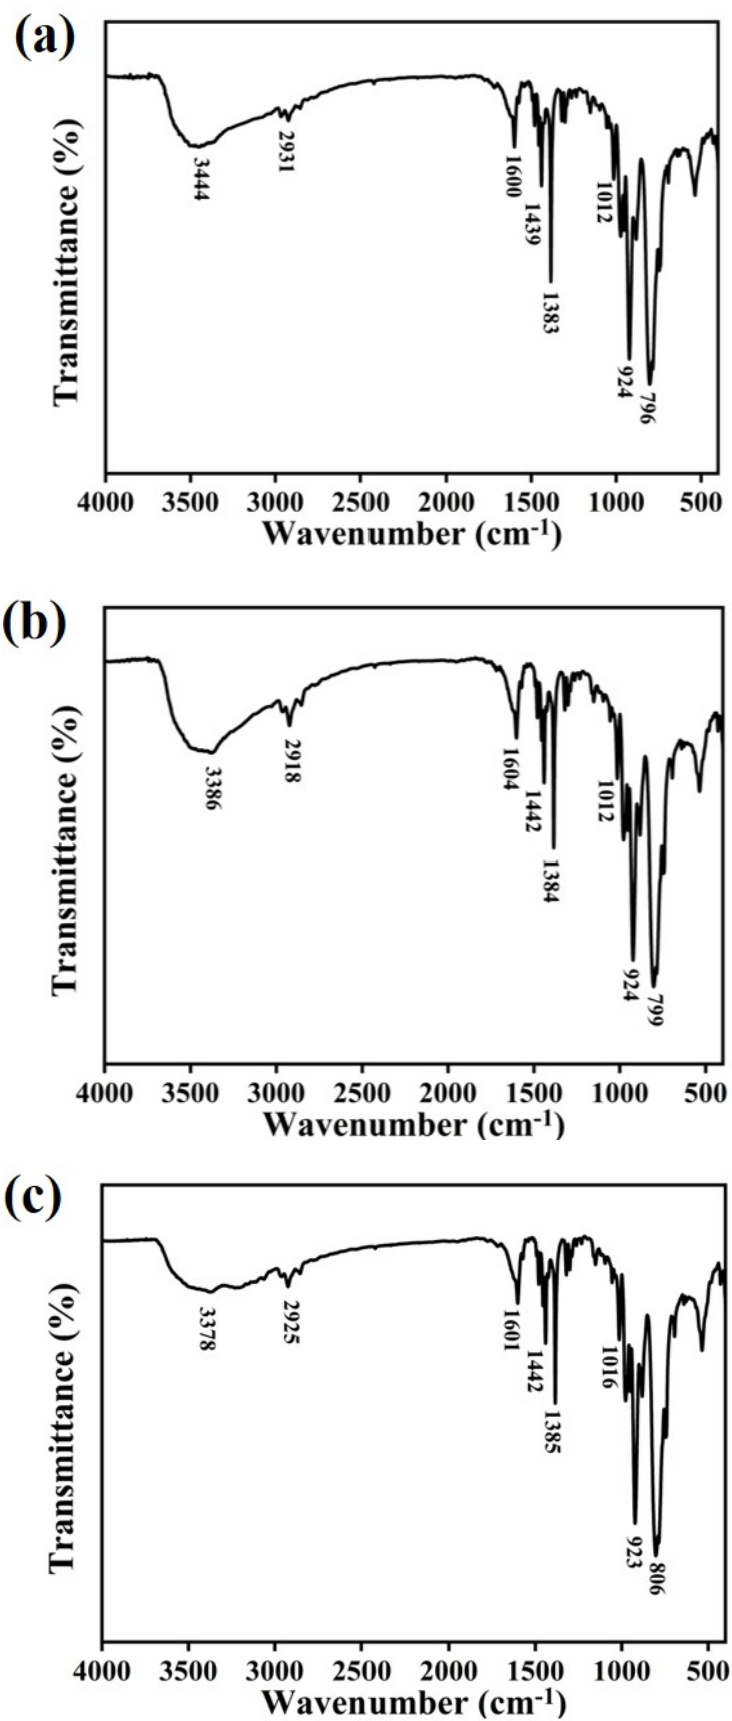 (a)
Transmittance (%)
3444
2931
1600
1439
1383
1012
924
796
4000 3500 3000 2500 2000 1500 1000 500
Wavenumber (cm-1)
(b)
Transmittance (%)
3386
2918
1604
1442
1384
1012
924
799
4000 3500 3000 2500 2000 1500 1000 500
Wavenumber (cm-1)
(c)
Transmittance (%)
3378
2925
1601
1442
1385
1016
923
806
4000 3500 3000 2500 2000 1500 1000 500
Wavenumber (cm-1)